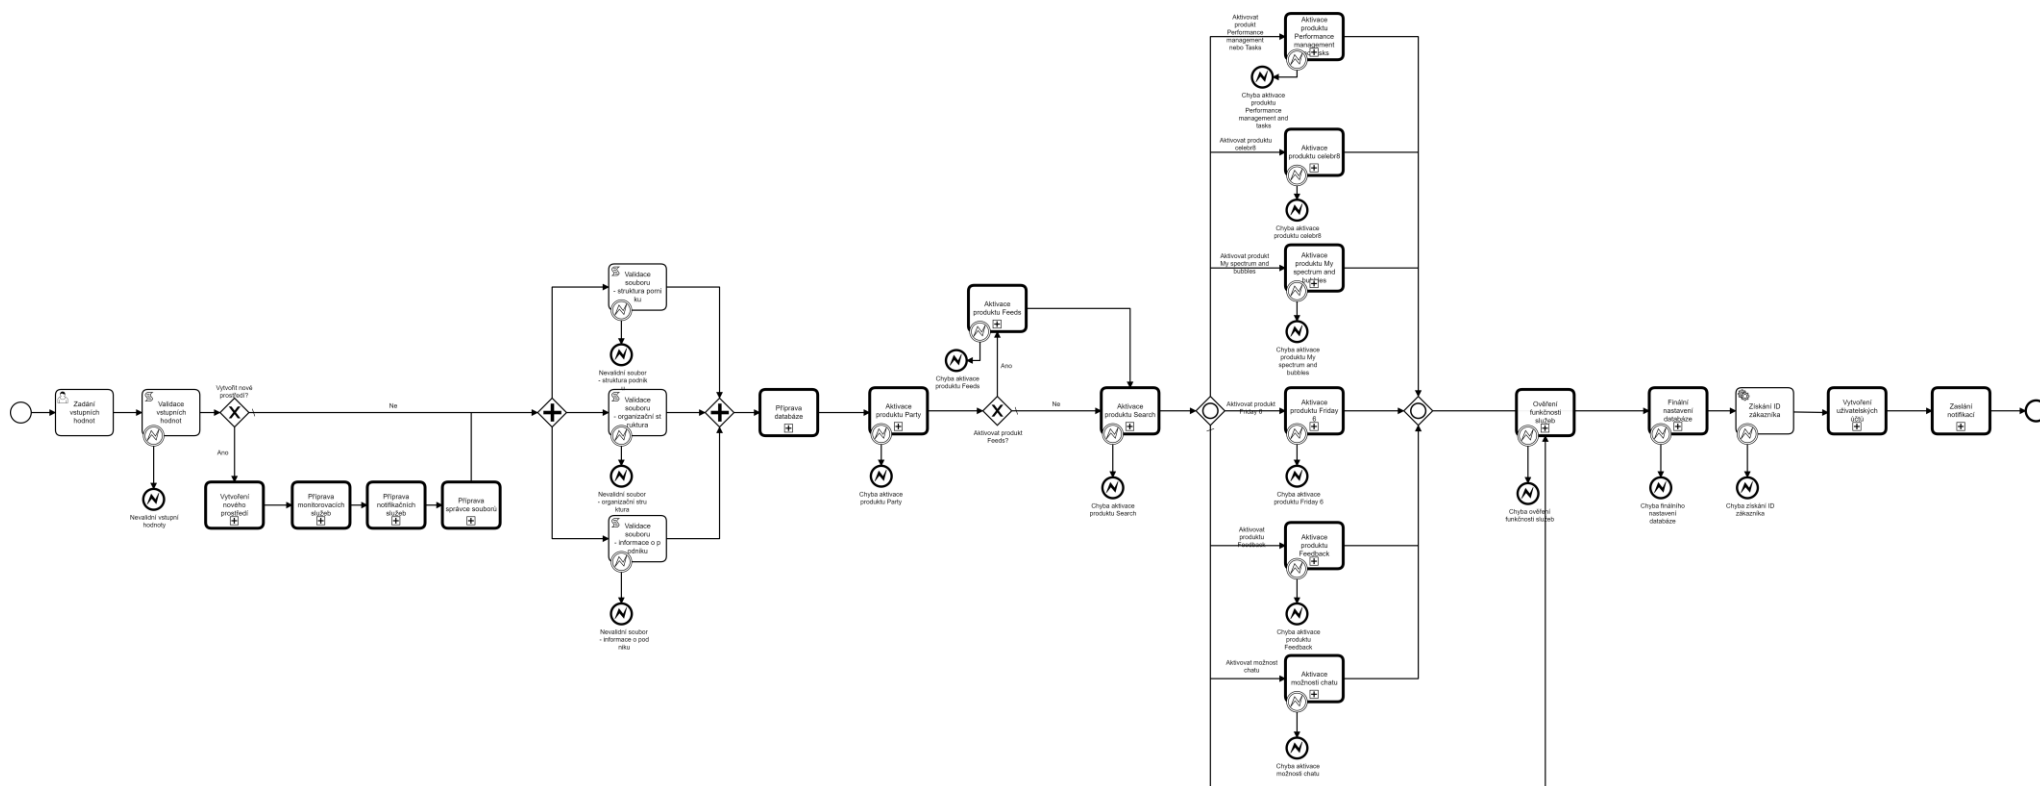 Zadání
vstupních
hodnot
Validace
vstupních
hodnot
Nevalidní vstupní
hodnoty
Vytvořit nové
prostředí?
Ne
Ano
Vytvoření
nového
prostředí
Příprava
monitorovacích
služeb
Příprava
notifikačních
služeb
Příprava
správce souborů
Validace
souboru
- struktura porni
ku
Nevalidní soubor
- struktura podnik
Validace
souboru
- organizační st
ruktura
Nevalidní soubor
- organizační stru
ktura
Validace
souboru
- informace o p
odniku
Nevalidní soubor
- informace o pod
niku
Příprava
databáze
Aktivace
produktu Party
Chyba aktivace
produktu Party
Aktivace
produktu Feeds
Chyba aktivace
produktu Feeds
Ano
Aktivovat produkt
Feeds?
Ne
Aktivace
produktu Search
Chyba aktivace
produktu Search
Aktivovat
produkt
Performance
management
nebo Tasks
Aktivace
produktu
Performance
management
Chyba aktivace
produktu
Performance
management and
tasks
Aktivovat produktu
celebr8
Aktivace
produktu celebr8
Chyba aktivace
produktu celebr8
Aktivovat produkt
My spectrum and
bubbles
Aktivace
produktu My
spectrum and
bubbles
Chyba aktivace
produktu My
spectrum and
bubbles
Aktivovat produkt
Friday 6
Aktivace
produktu Friday
6
Chyba aktivace
produktu Friday 6
Aktivovat
produktu
Feedback
Aktivace
produktu
Feedback
Chyba aktivace
produktu
Feedback
Aktivovat možnost
chatu
Aktivace
možnosti chatu
Chyba aktivace
možnosti chatu
Ověření
funkčnosti
služeb
Chyba ověření
funkčnosti služeb
Finální
nastavení
databáze
Chyba finálního
nastavení
databáze
Získání ID
zákazníka
Chyba získání ID
zákazníka
Vytvoření
uživatelských
účtů
Zaslání
notifikací